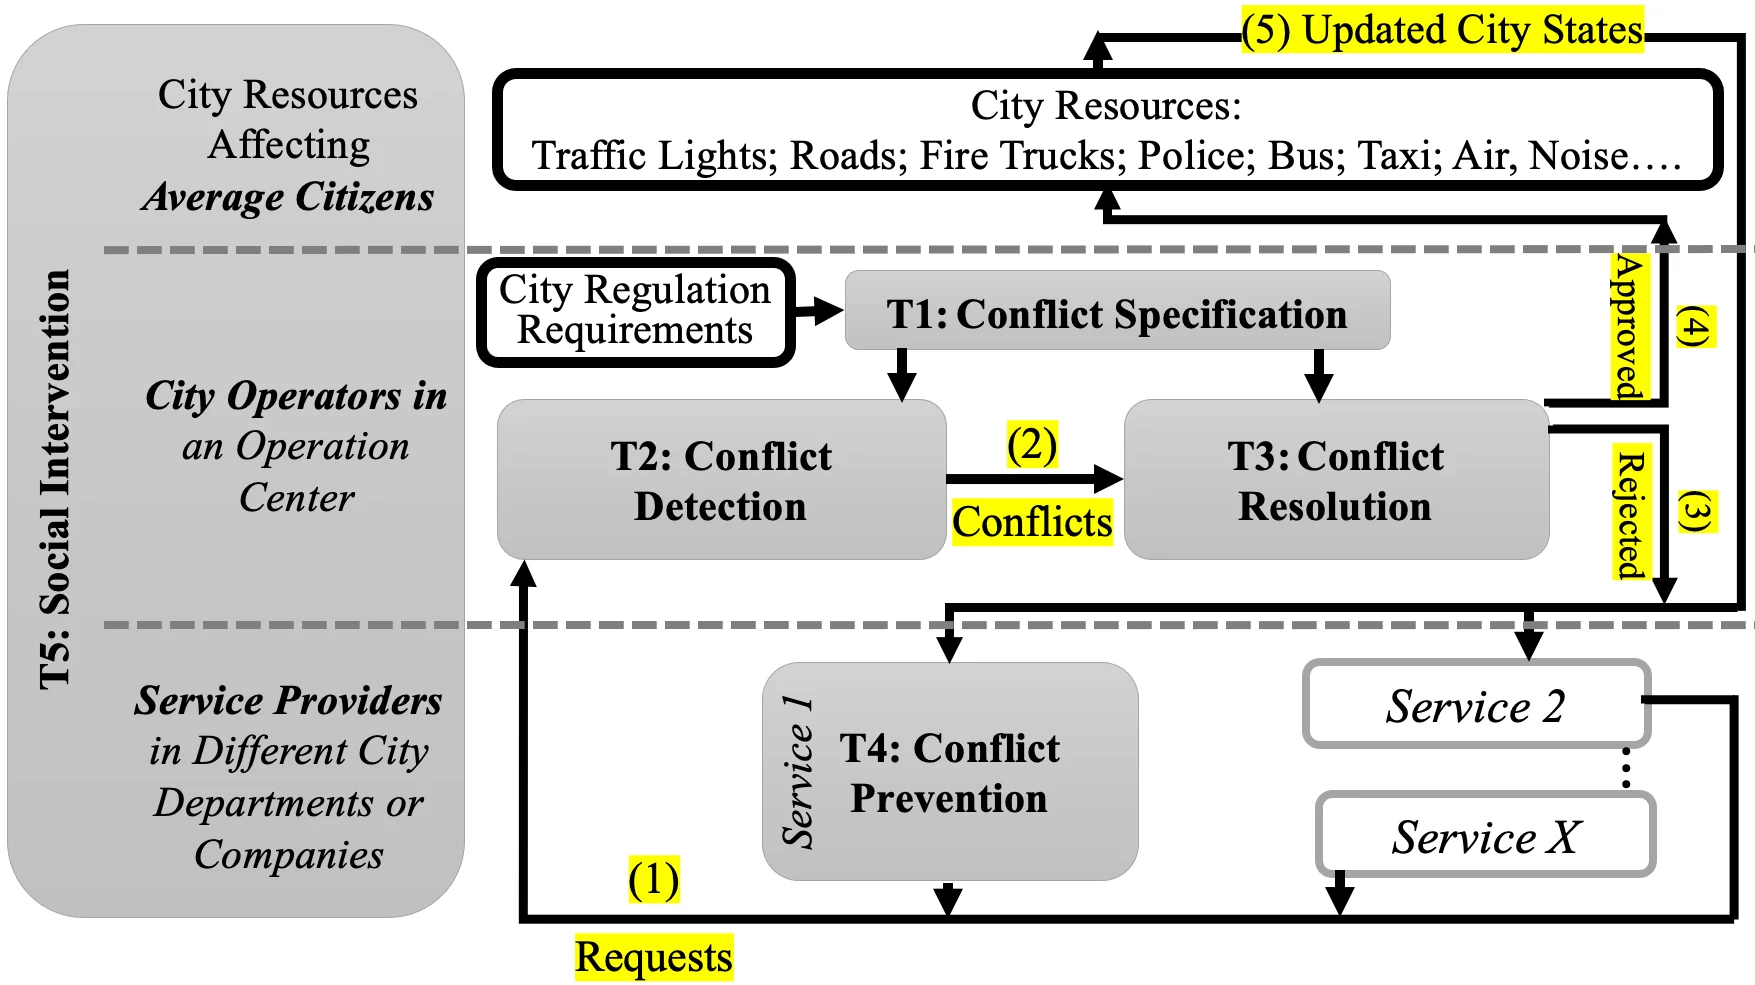 (5) Updated City States
City Resources
Affecting
Average Citizens
City Resources:
Traffic Lights; Roads; Fire Trucks; Police; Bus; Taxi; Air, Noise….
T5: Social Intervention
City Regulation
Requirements
T1: Conflict Specification
Approved
(4)
City Operators in
an Operation
Center
T2: Conflict
Detection
(2)
Conflicts
T3: Conflict
Resolution
Rejected
(3)
Service Providers
in Different City
Departments or
Companies
Service 1
T4: Conflict
Prevention
Service 2
Service X
(1)
Requests